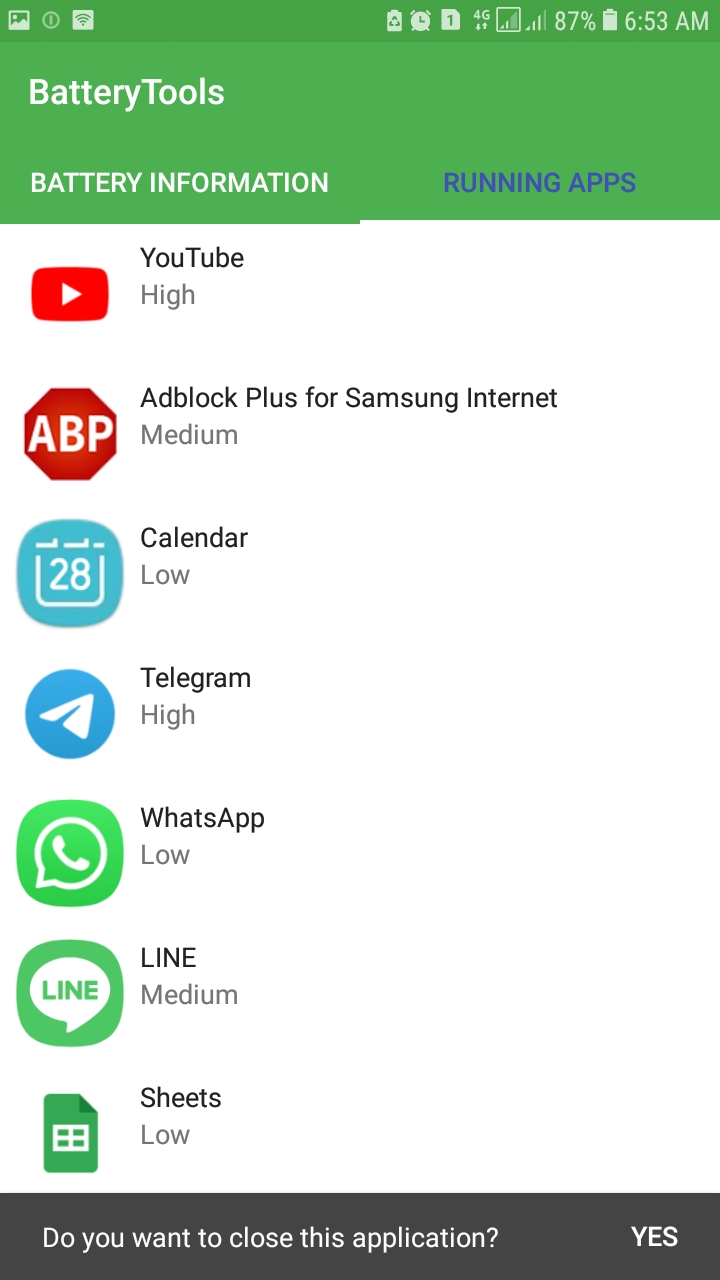 1 4G 87% 6:53 AM
BatteryTools
BATTERY INFORMATION RUNNING APPS
YouTube
High
ABP
Adblock Plus for Samsung Internet
Medium
28
Calendar
Low
Telegram
High
WhatsApp
Low
LINE
LINE
Medium
Sheets
Low
Do you want to close this application? YES